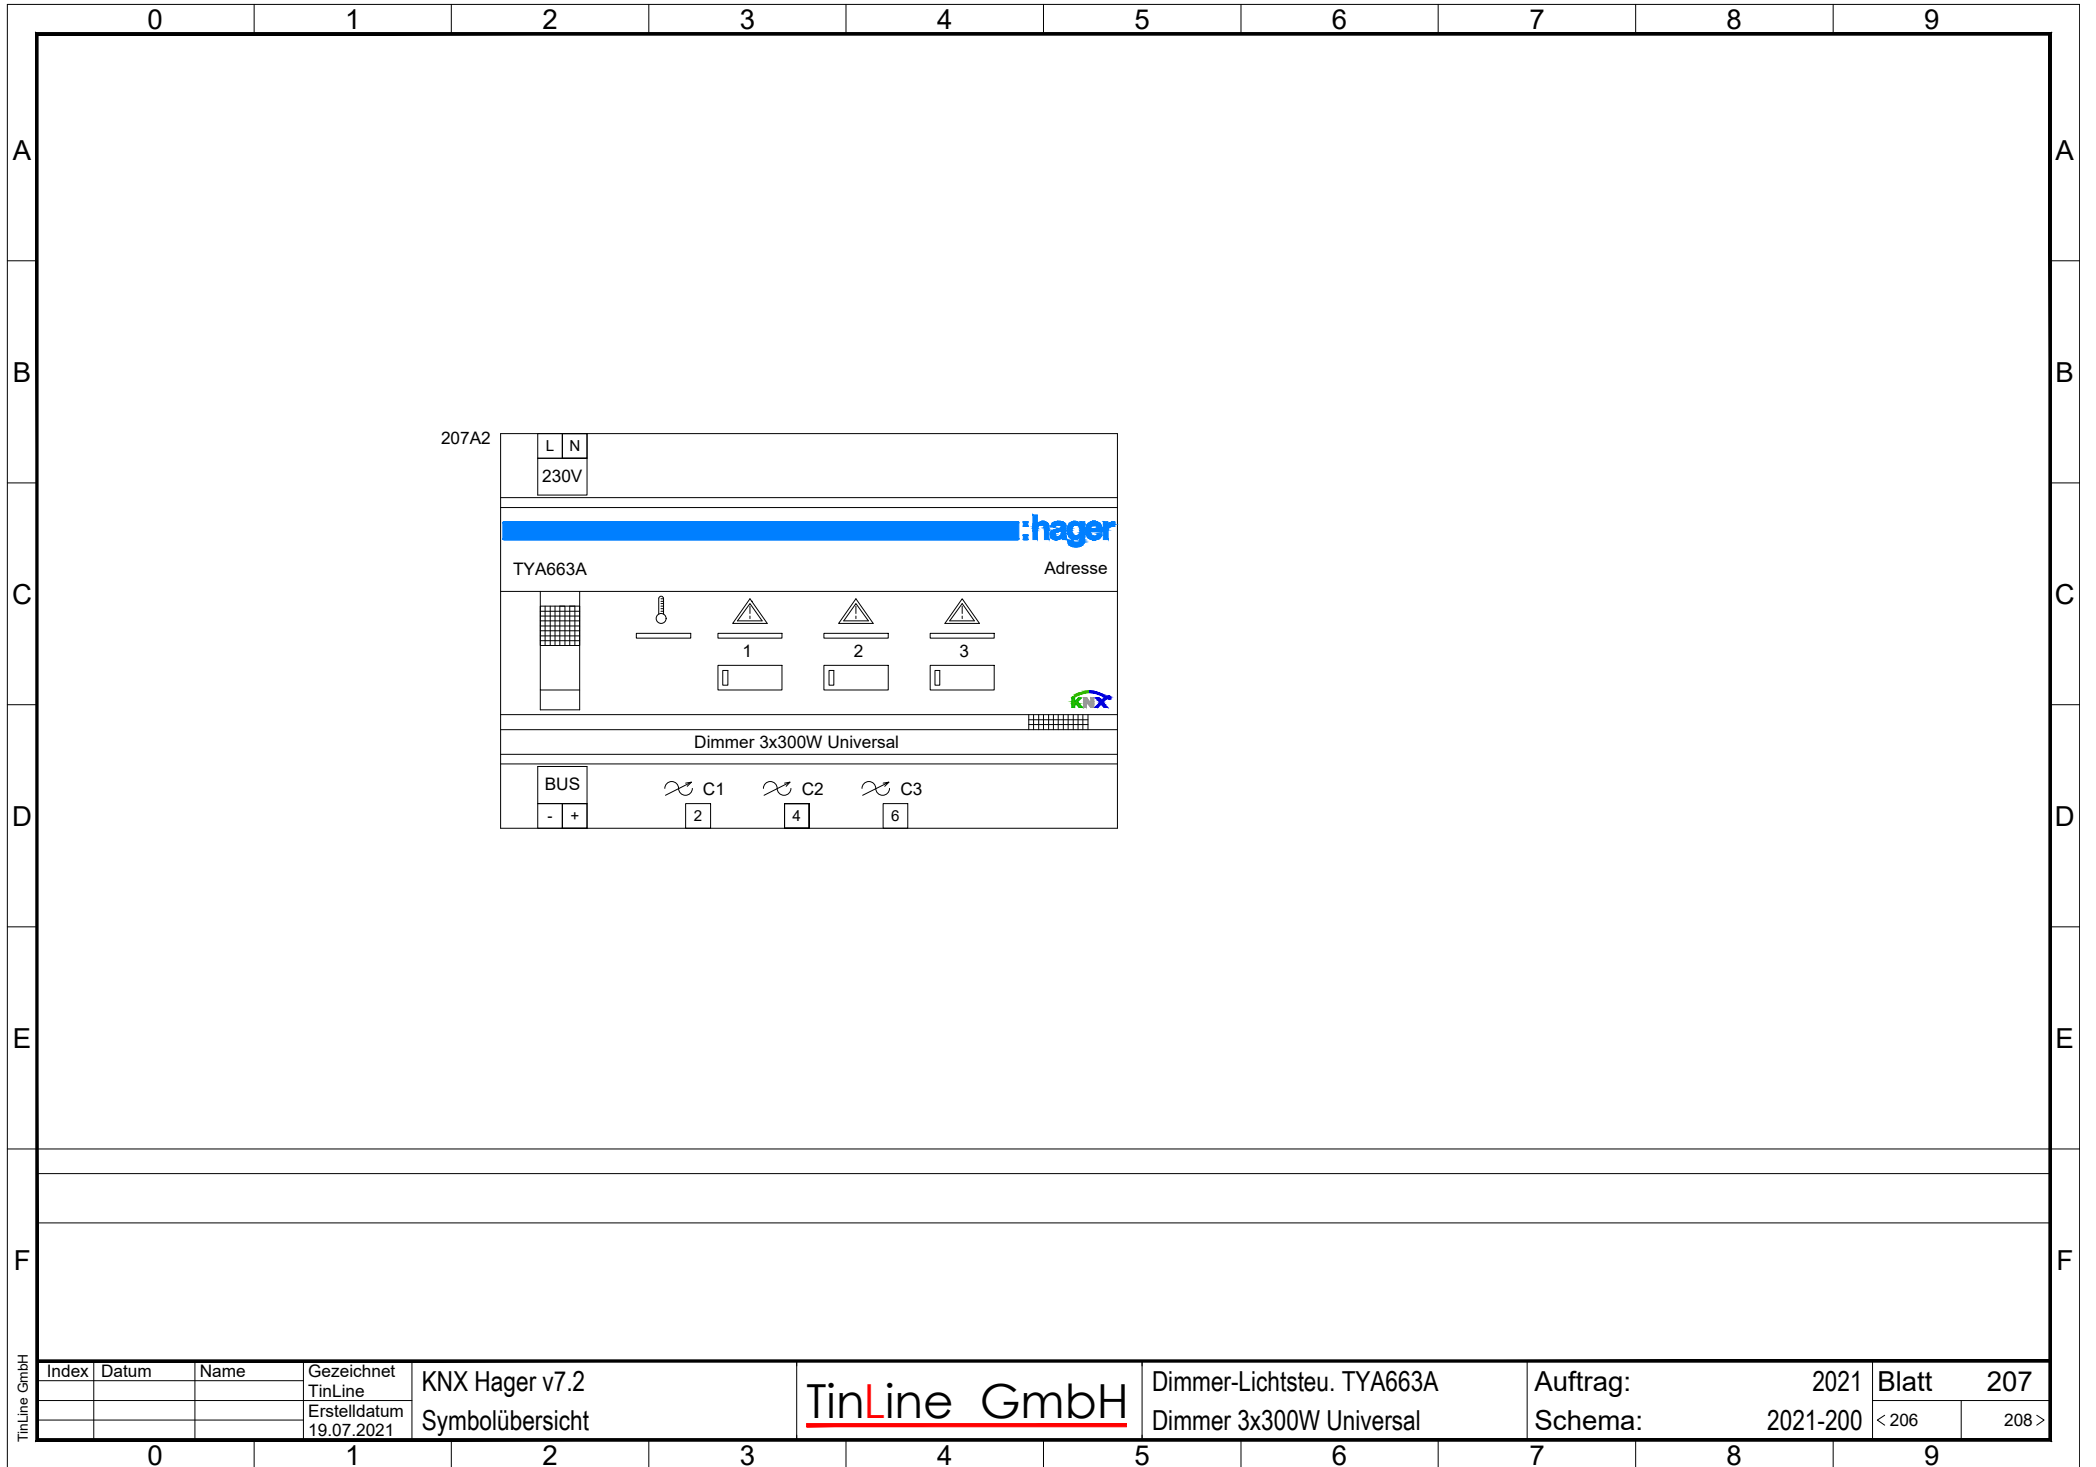 0 1 2 3 4 5 6 7 8 9
A A
B B
207A2
L N
230V
:hager
TYA663A Adresse
C C
1 2 3
KNX
Dimmer 3x300W Universal
BUS
C1 C2 C3
- + 2 4 6
D D
E E
F F
TinLine GmbH
Index Datum Name
Gezeichnet
TinLine
Erstelldatum
19.07.2021
KNX Hager v7.2
Symbolübersicht
TinLine GmbH
Dimmer-Lichtsteu. TYA663A
Dimmer 3x300W Universal
Auftrag: 2021
Schema: 2021-200
Blatt 207
< 206 208 >
0 1 2 3 4 5 6 7 8 9